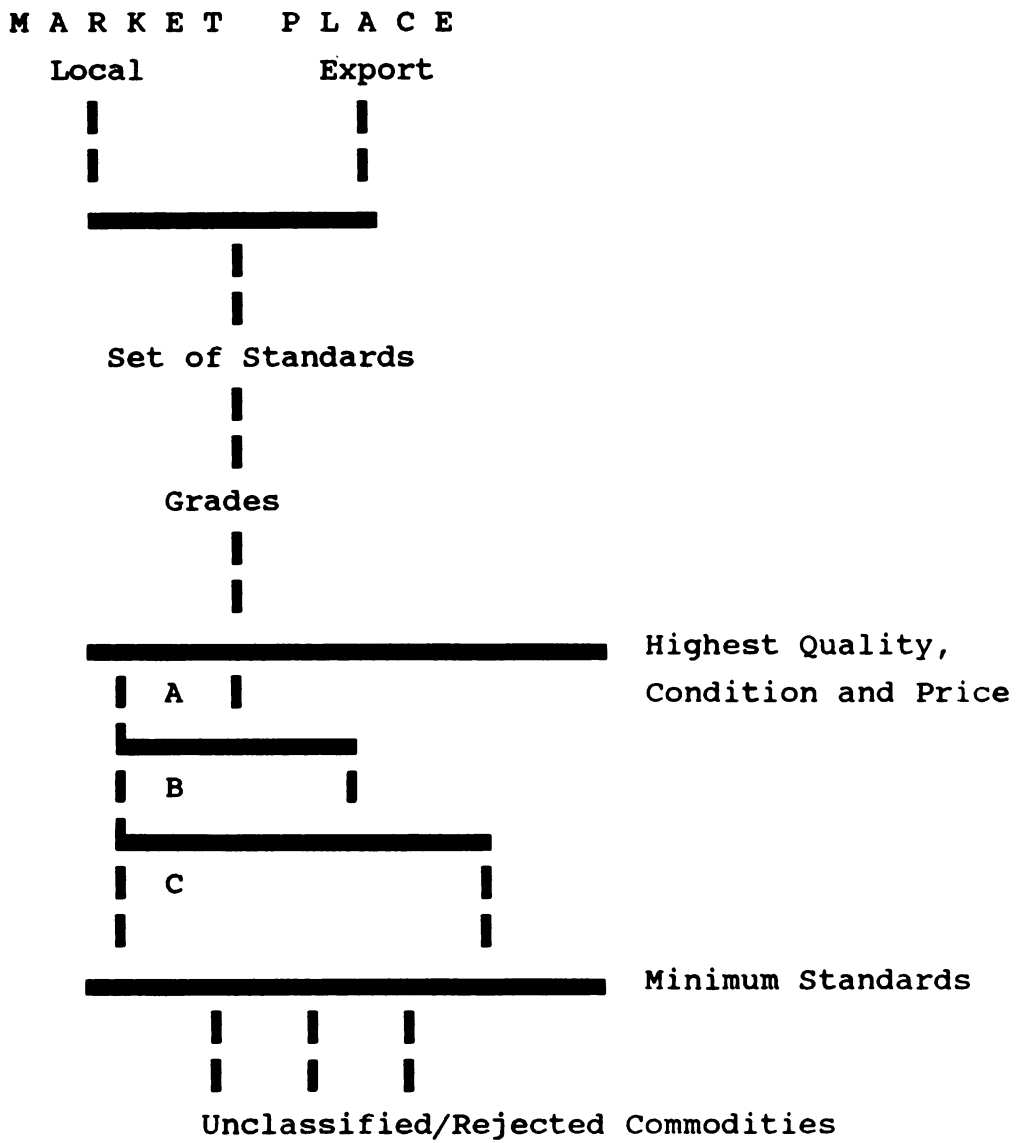 M A R K E T   P L A C E
Local   Export
Set of Standards
Grades
Highest Quality,
A   Condition and Price
B
C
Minimum Standards
Unclassified/Rejected Commodities